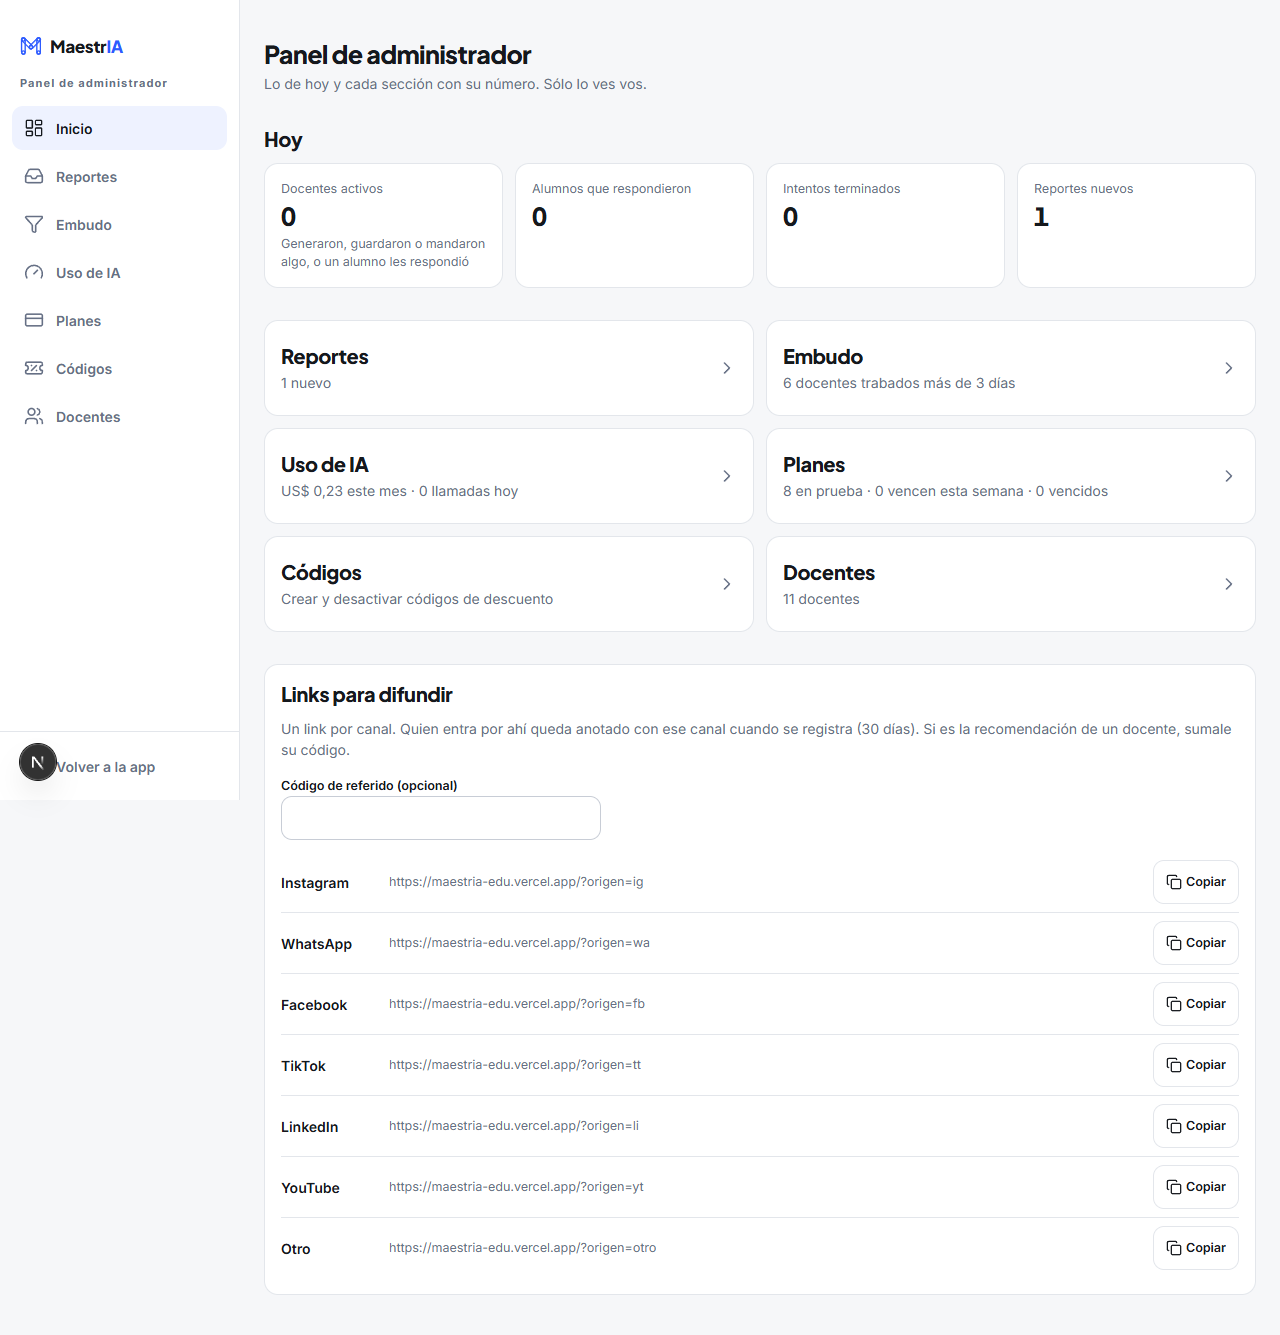 MaestrIA
Panel de administrador
Inicio
Reportes
Embudo
Uso de IA
Planes
Códigos
Docentes
N
Volver a la app
Panel de administrador
Lo de hoy y cada sección con su número. Sólo lo ves vos.
Hoy
Docentes activos
0
Generaron, guardaron o mandaron
algo, o un alumno les respondió
Alumnos que respondieron
0
Intentos terminados
0
Reportes nuevos
1
Reportes
1 nuevo
Embudo
6 docentes trabados más de 3 días
Uso de IA
US$ 0,23 este mes · 0 llamadas hoy
Planes
8 en prueba · 0 vencen esta semana · 0 vencidos
Códigos
Crear y desactivar códigos de descuento
Docentes
11 docentes
Links para difundir
Un link por canal. Quien entra por ahí queda anotado con ese canal cuando se registra (30 días). Si es la recomendación de un docente, sumale
su código.
Código de referido (opcional)
Instagram https://maestria-edu.vercel.app/?origen=ig Copiar
WhatsApp https://maestria-edu.vercel.app/?origen=wa Copiar
Facebook https://maestria-edu.vercel.app/?origen=fb Copiar
TikTok https://maestria-edu.vercel.app/?origen=tt Copiar
LinkedIn https://maestria-edu.vercel.app/?origen=li Copiar
YouTube https://maestria-edu.vercel.app/?origen=yt Copiar
Otro https://maestria-edu.vercel.app/?origen=otro Copiar